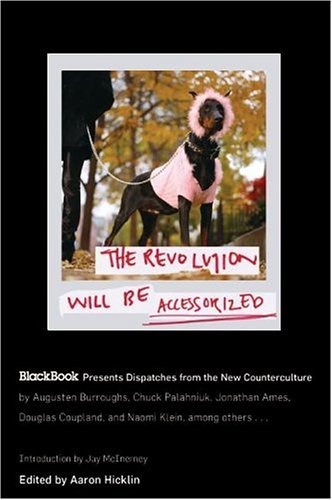 THE REVOLUTION
WILL BE ACCESSORIZED
BlackBook Presents Dispatches from the New Counterculture
by Augusten Burroughs, Chuck Palahniuk, Jonathan Ames,
Douglas Coupland, and Naomi Klein, among others . . .
Introduction by Jay McInerney
Edited by Aaron Hicklin